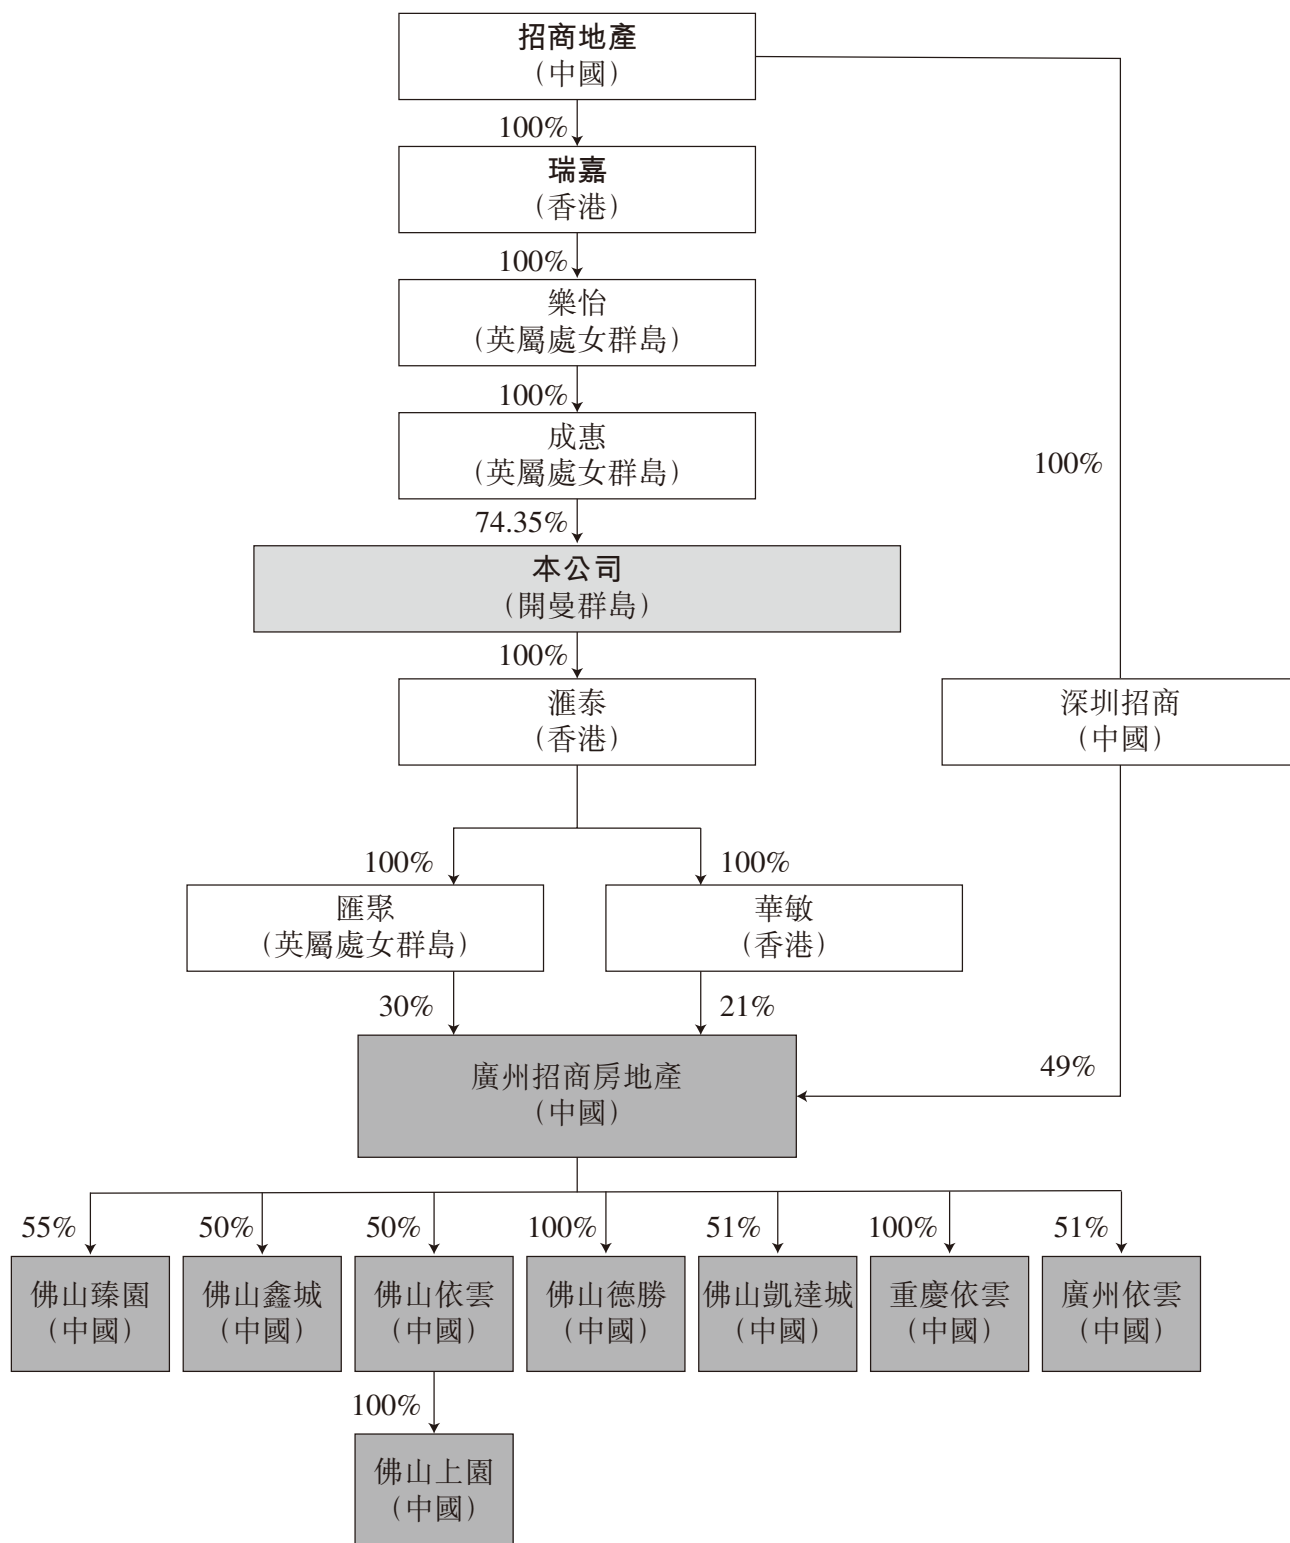 招商地產
（中國）
100%
瑞嘉
（香港）
100%
樂怡
（英屬處女群島）
100%
成惠
（英屬處女群島）
100%
74.35%
本公司
（開曼群島）
100%
滙泰
（香港）
深圳招商
（中國）
100%
100%
匯聚
（英屬處女群島）
華敏
（香港）
30%
21%
廣州招商房地產
（中國）
49%
55%
50%
50%
100%
51%
100%
51%
佛山臻園
（中國）
佛山鑫城
（中國）
佛山依雲
（中國）
佛山德勝
（中國）
佛山凱達城
（中國）
重慶依雲
（中國）
廣州依雲
（中國）
100%
佛山上園
（中國）